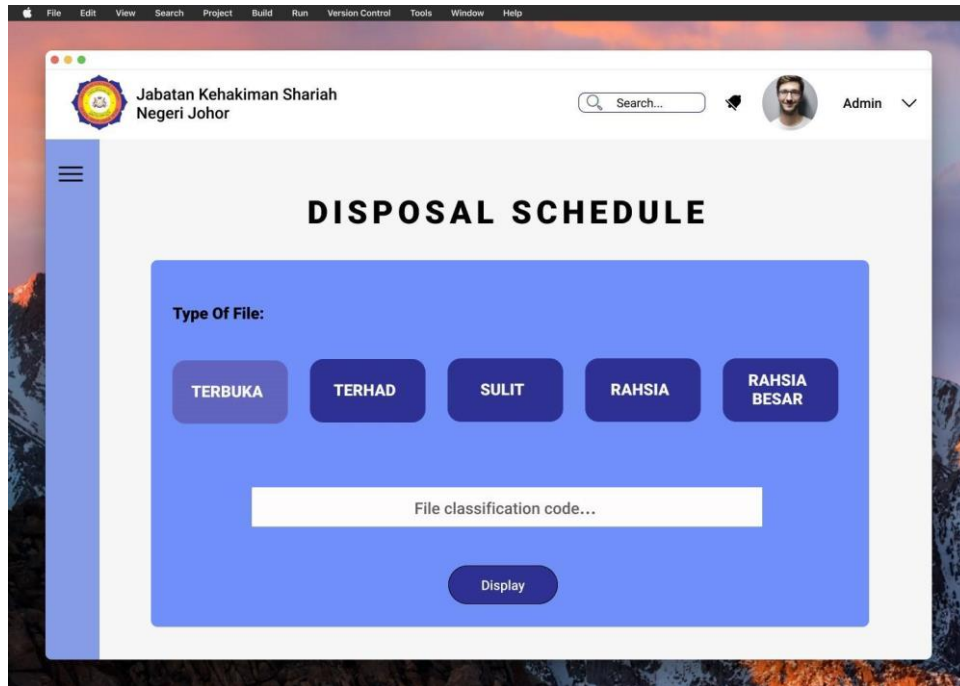 File Edit View Search Project Build Run Version Control Tools Window Help
Jabatan Kehakiman Shariah
Negeri Johor
Search...
Admin
DISPOSAL SCHEDULE
Type Of File:
TERBUKA
TERHAD
SULIT
RAHSIA
RAHSIA
BESAR
File classification code...
Display